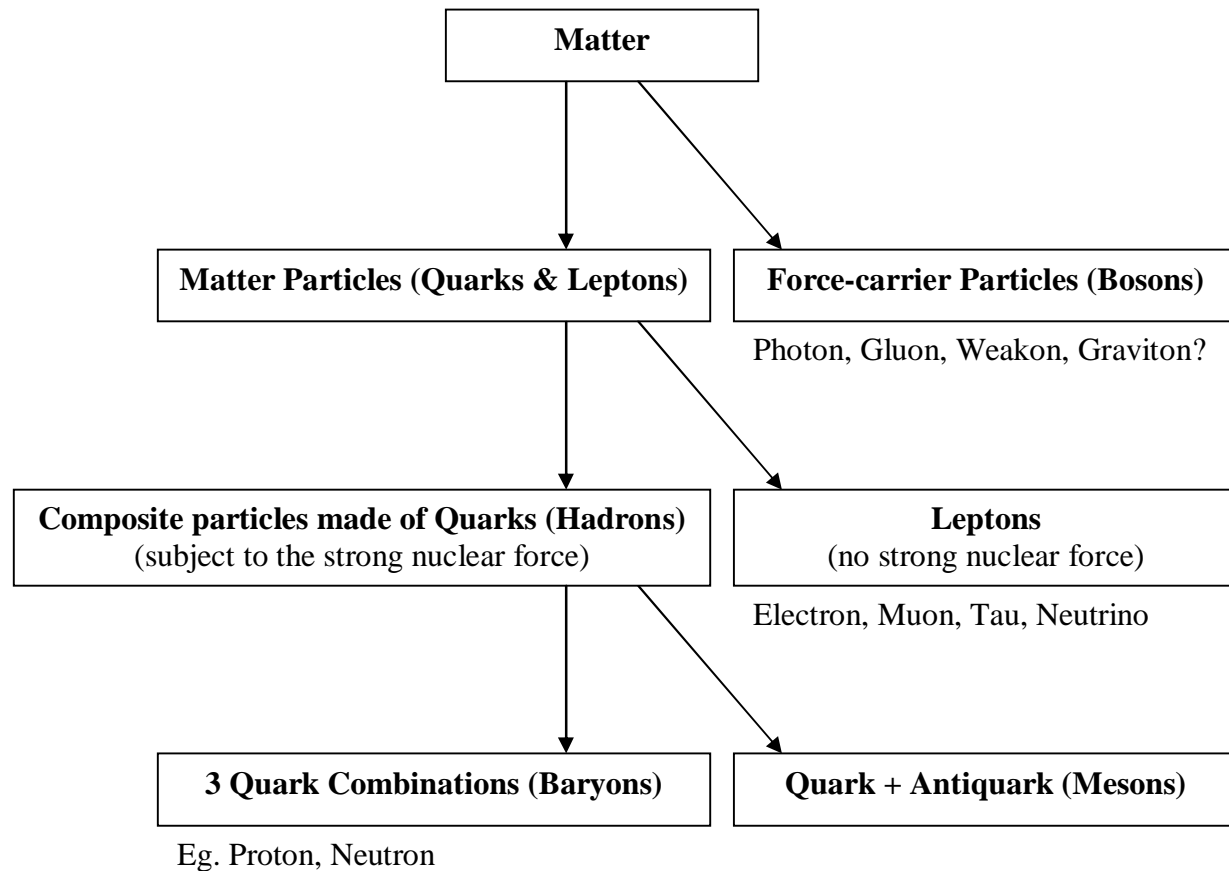 Matter
Matter Particles (Quarks & Leptons)
Force-carrier Particles (Bosons)
Photon, Gluon, Weakon, Graviton?
Composite particles made of Quarks (Hadrons)
(subject to the strong nuclear force)
Leptons
(no strong nuclear force)
Electron, Muon, Tau, Neutrino
3 Quark Combinations (Baryons)
Quark + Antiquark (Mesons)
Eg. Proton, Neutron